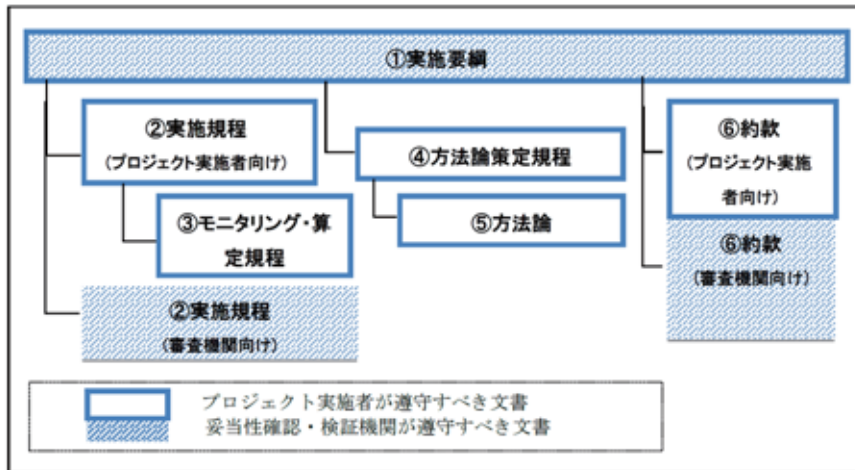 ①実施要綱
②実施規程
(プロジェクト実施者向け)
③モニタリング・算
定規程
②実施規程
(審査機関向け)
④方法論策定規程
⑤方法論
⑥約款
(プロジェクト実施
者向け)
⑥約款
(審査機関向け)
プロジェクト実施者が遵守すべき文書
妥当性確認・検証機関が遵守すべき文書